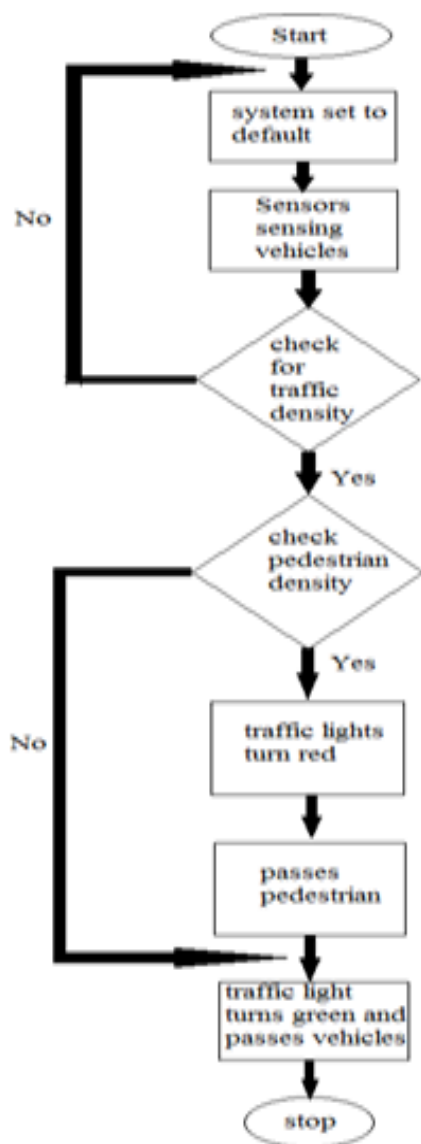 Start
system set to
default
Sensors
sensing
vehicles
No
check
for
traffic
density
Yes
check
pedestrian
density
Yes
No
traffic lights
turn red
passes
pedestrian
traffic light
turns green and
passes vehicles
stop